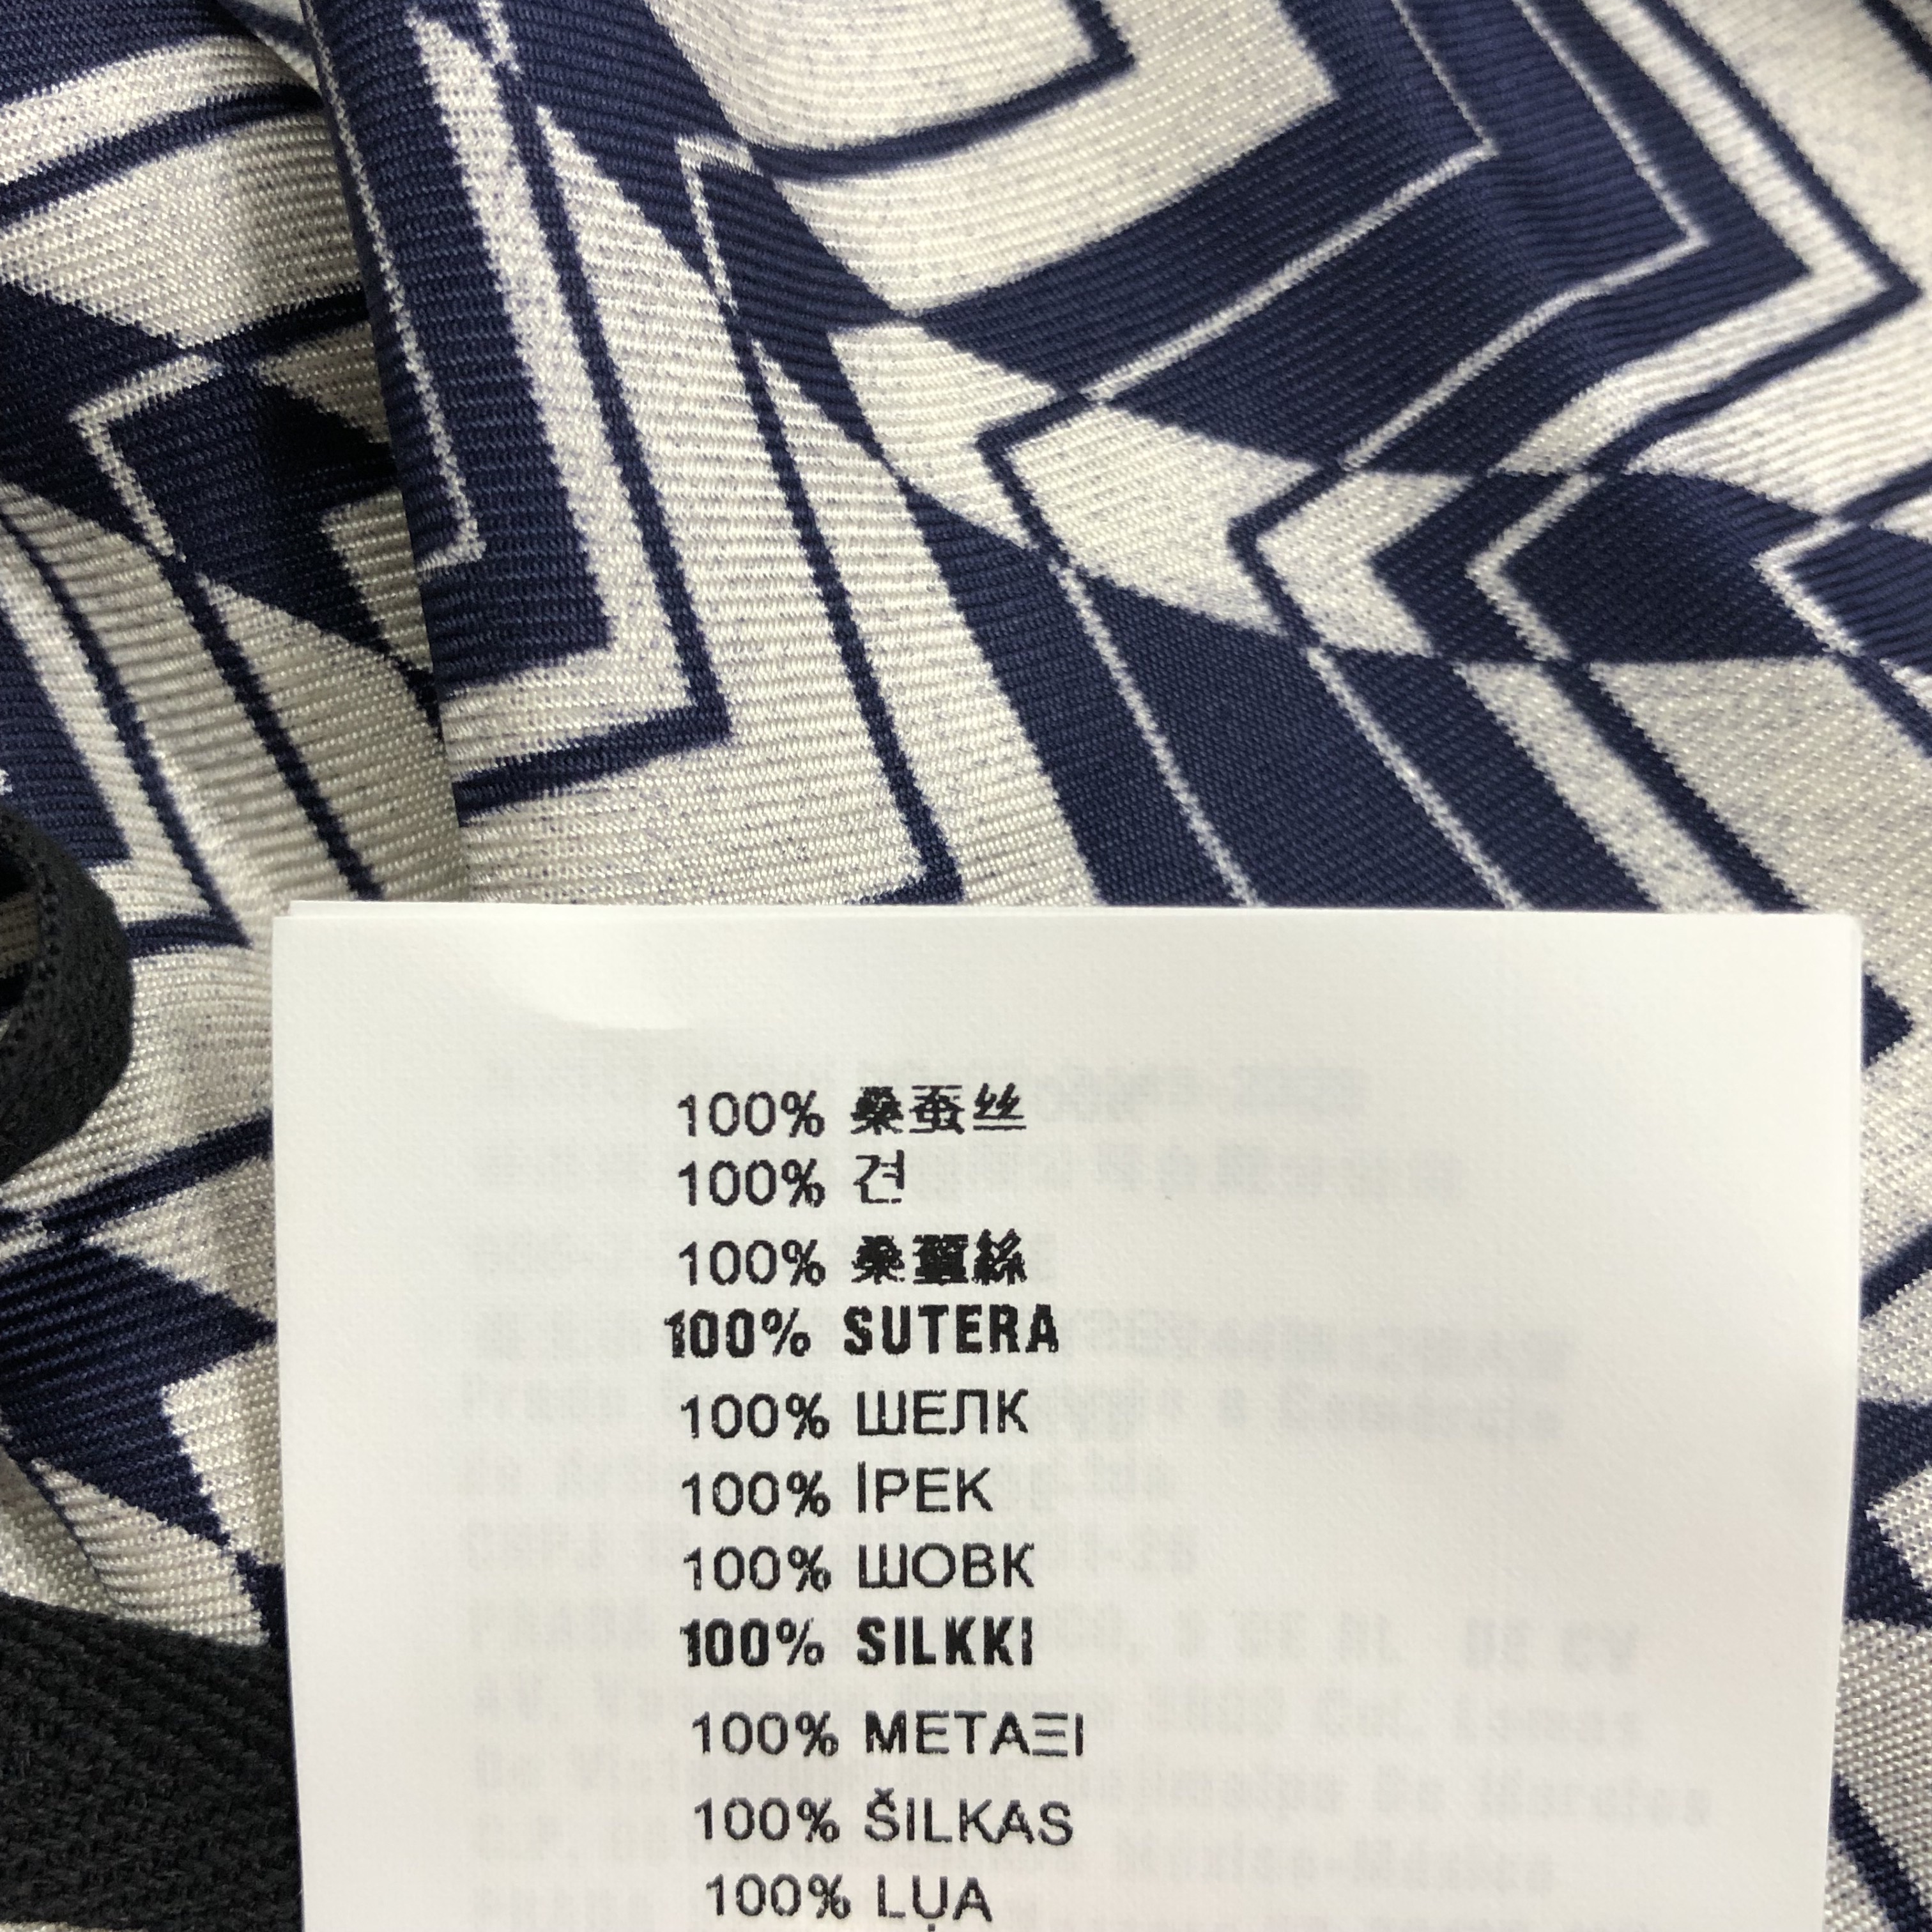 100% 桑蚕丝
100% 견
100% 桑蠶絲
100% SUTERA
100% ШЕЛК
100% İPEK
100% ШОВК
100% SILKKI
100% ΜΕΤΑΞΙ
100% ŠILKAS
100% LỤA